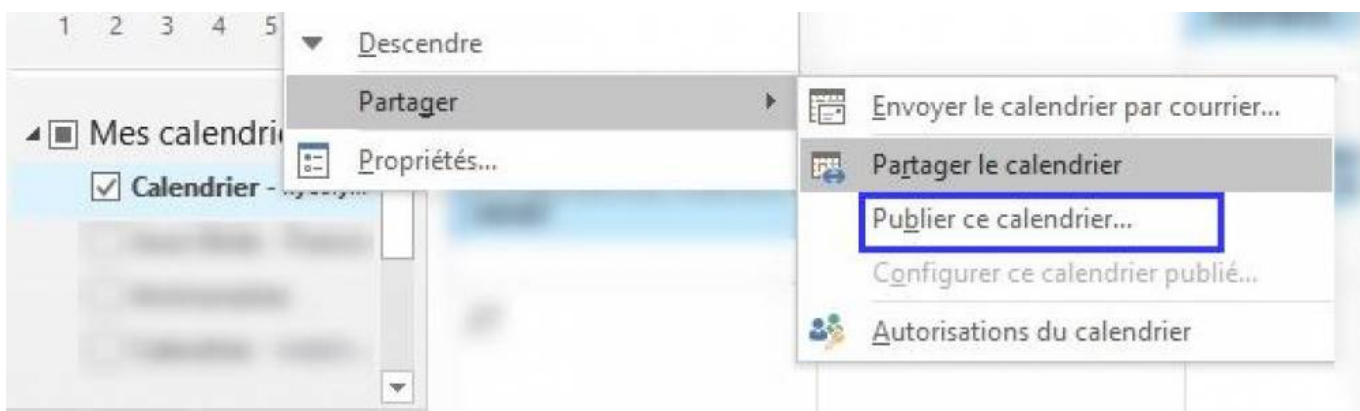 1 2 3 4 5
Descendre
Partager
Envoyer le calendrier par courrier...
Mes calendri
Propriétés...
Partager le calendrier
Calendrier -
Publier ce calendrier...
Configurer ce calendrier publié...
Autorisations du calendrier